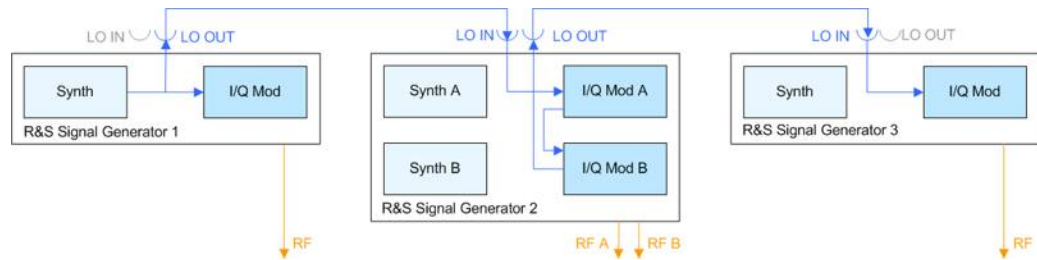 LO IN LO OUT
Synth
I/Q Mod
R&S Signal Generator 1
RF
LO IN LO OUT
Synth A
I/Q Mod A
Synth B
I/Q Mod B
R&S Signal Generator 2
RF A RF B
LO IN LO OUT
Synth
I/Q Mod
R&S Signal Generator 3
RF